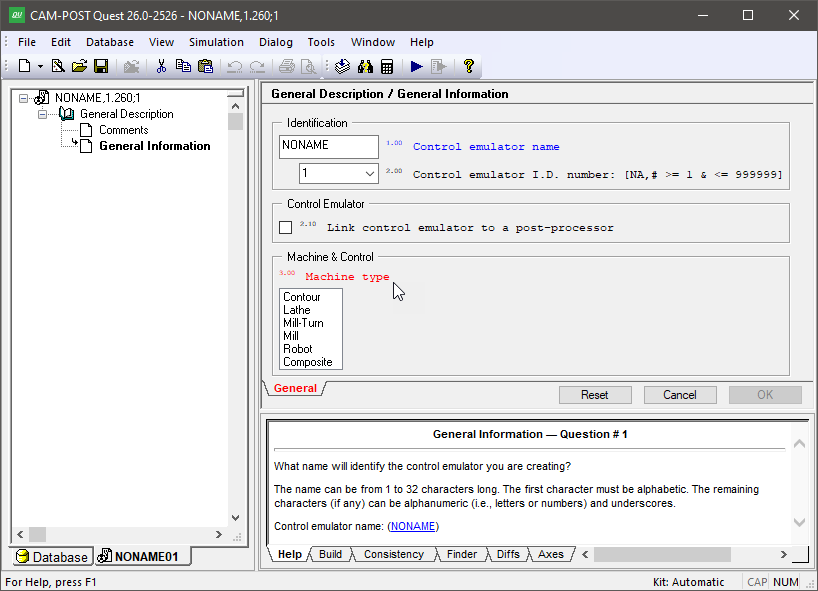 CAM-POST Quest 26.0-2526 - NONAME,1.260;1
File Edit Database View Simulation Dialog Tools Window Help
NONAME,1.260;1
General Description
Comments
General Information
Database
NONAME01
General Description / General Information
Identification
NONAME
1.00 Control emulator name
1
2.00 Control emulator I.D. number: [NA,# >= 1 & <= 999999]
Control Emulator
2.10 Link control emulator to a post-processor
Machine & Control
3.00 Machine type
Contour
Lathe
Mill-Turn
Mill
Robot
Composite
General
Reset Cancel OK
General Information — Question # 1
What name will identify the control emulator you are creating?
The name can be from 1 to 32 characters long. The first character must be alphabetic. The remaining
characters (if any) can be alphanumeric (i.e., letters or numbers) and underscores.
Control emulator name: (NONAME)
Help Build Consistency Finder Diffs Axes
For Help, press F1
Kit: Automatic CAP NUM